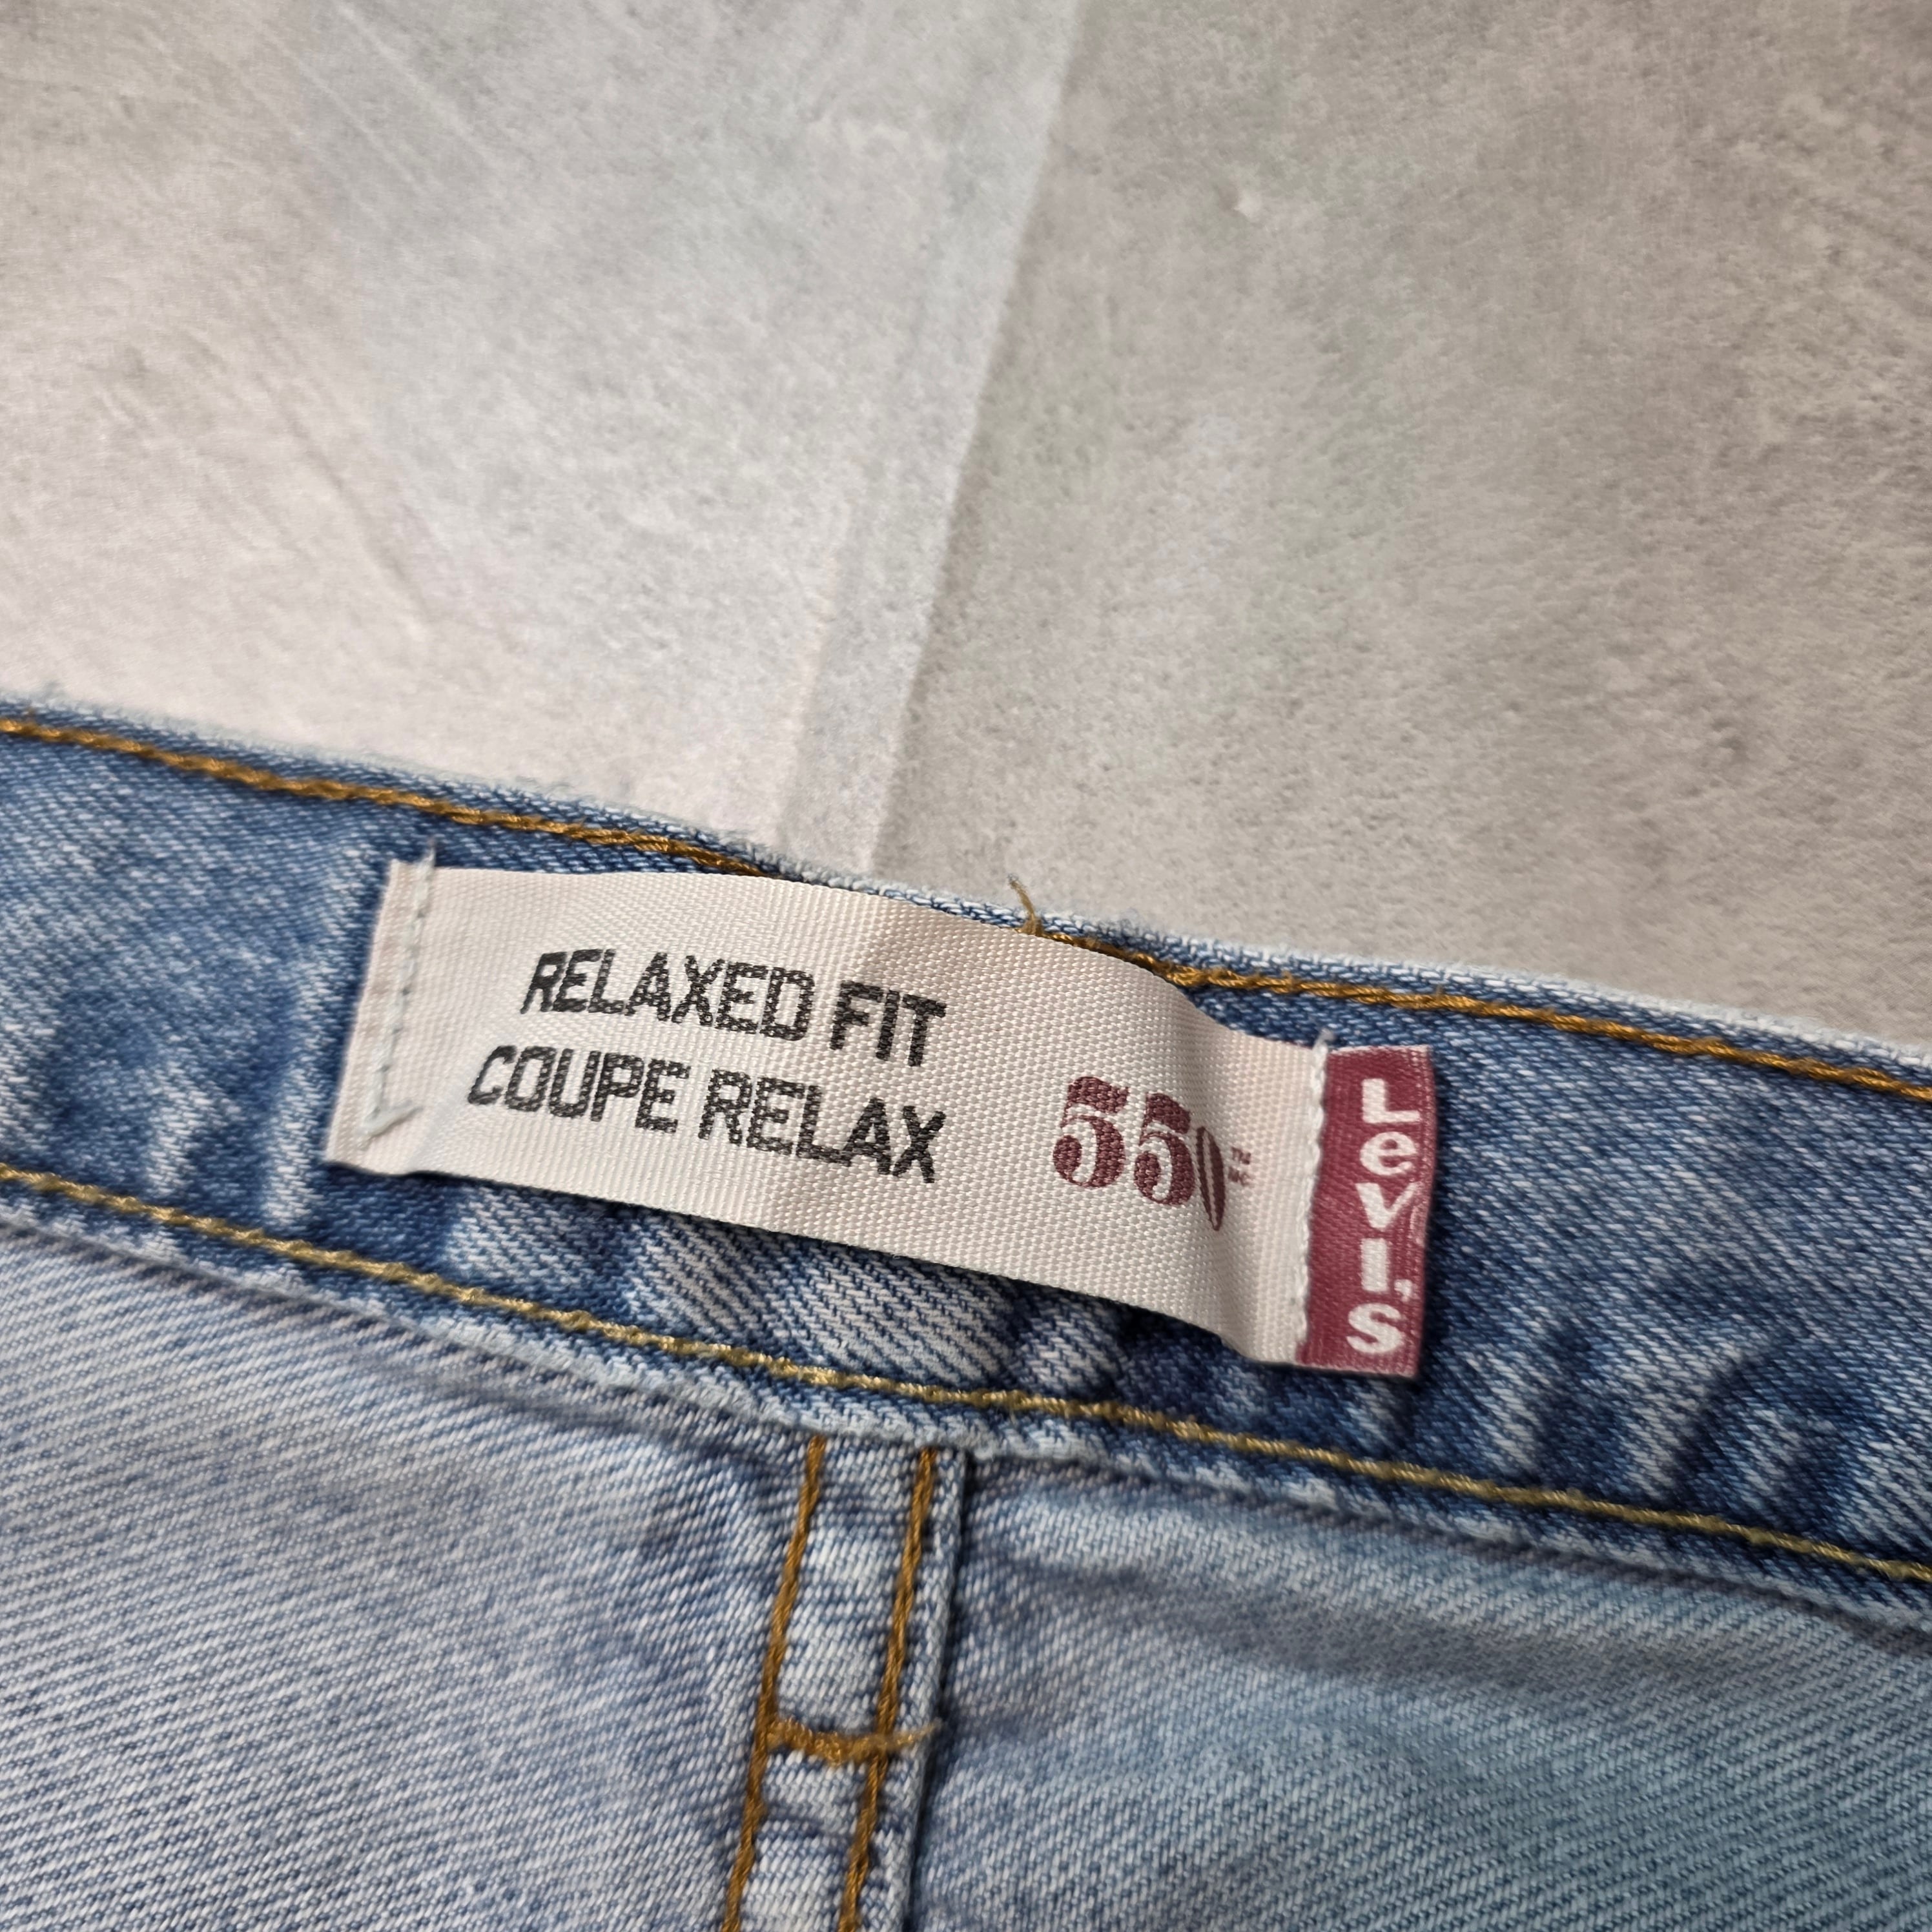 RELAXED FIT
COUPE RELAX
550
LEVI'S